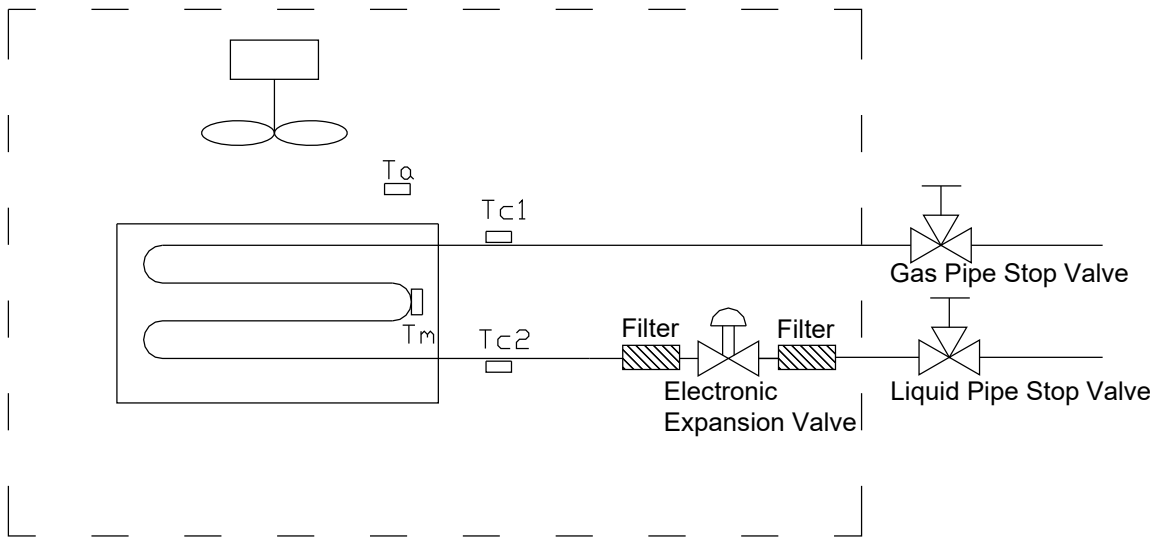 Ta
Tc1
Gas Pipe Stop Valve
Tm
Tc2
Filter
Filter
Electronic
Expansion Valve
Liquid Pipe Stop Valve